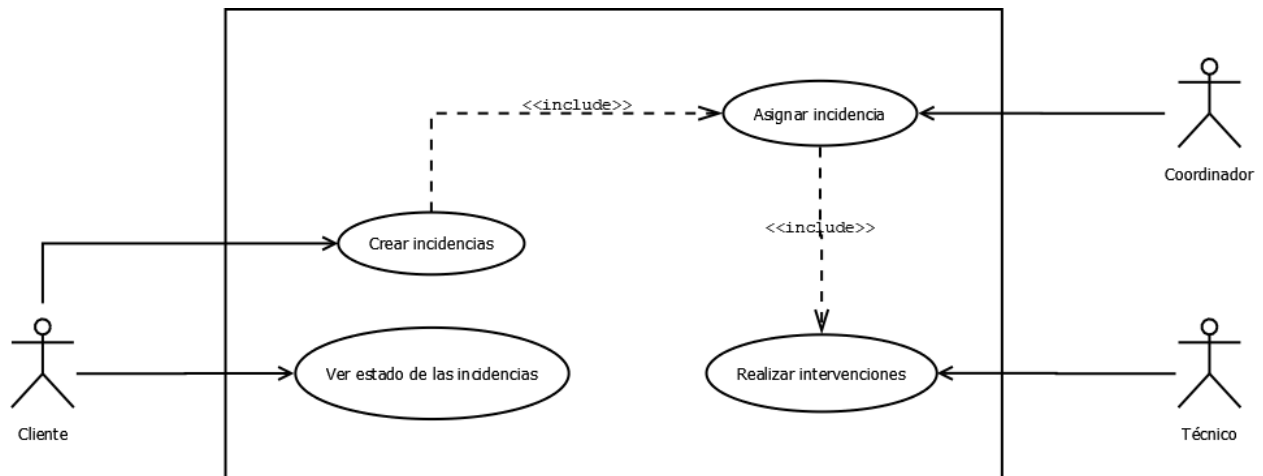 <<include>>
Asignar incidencia
Coordinador
<<include>>
Crear incidencias
Ver estado de las incidencias
Realizar intervenciones
Cliente
Técnico